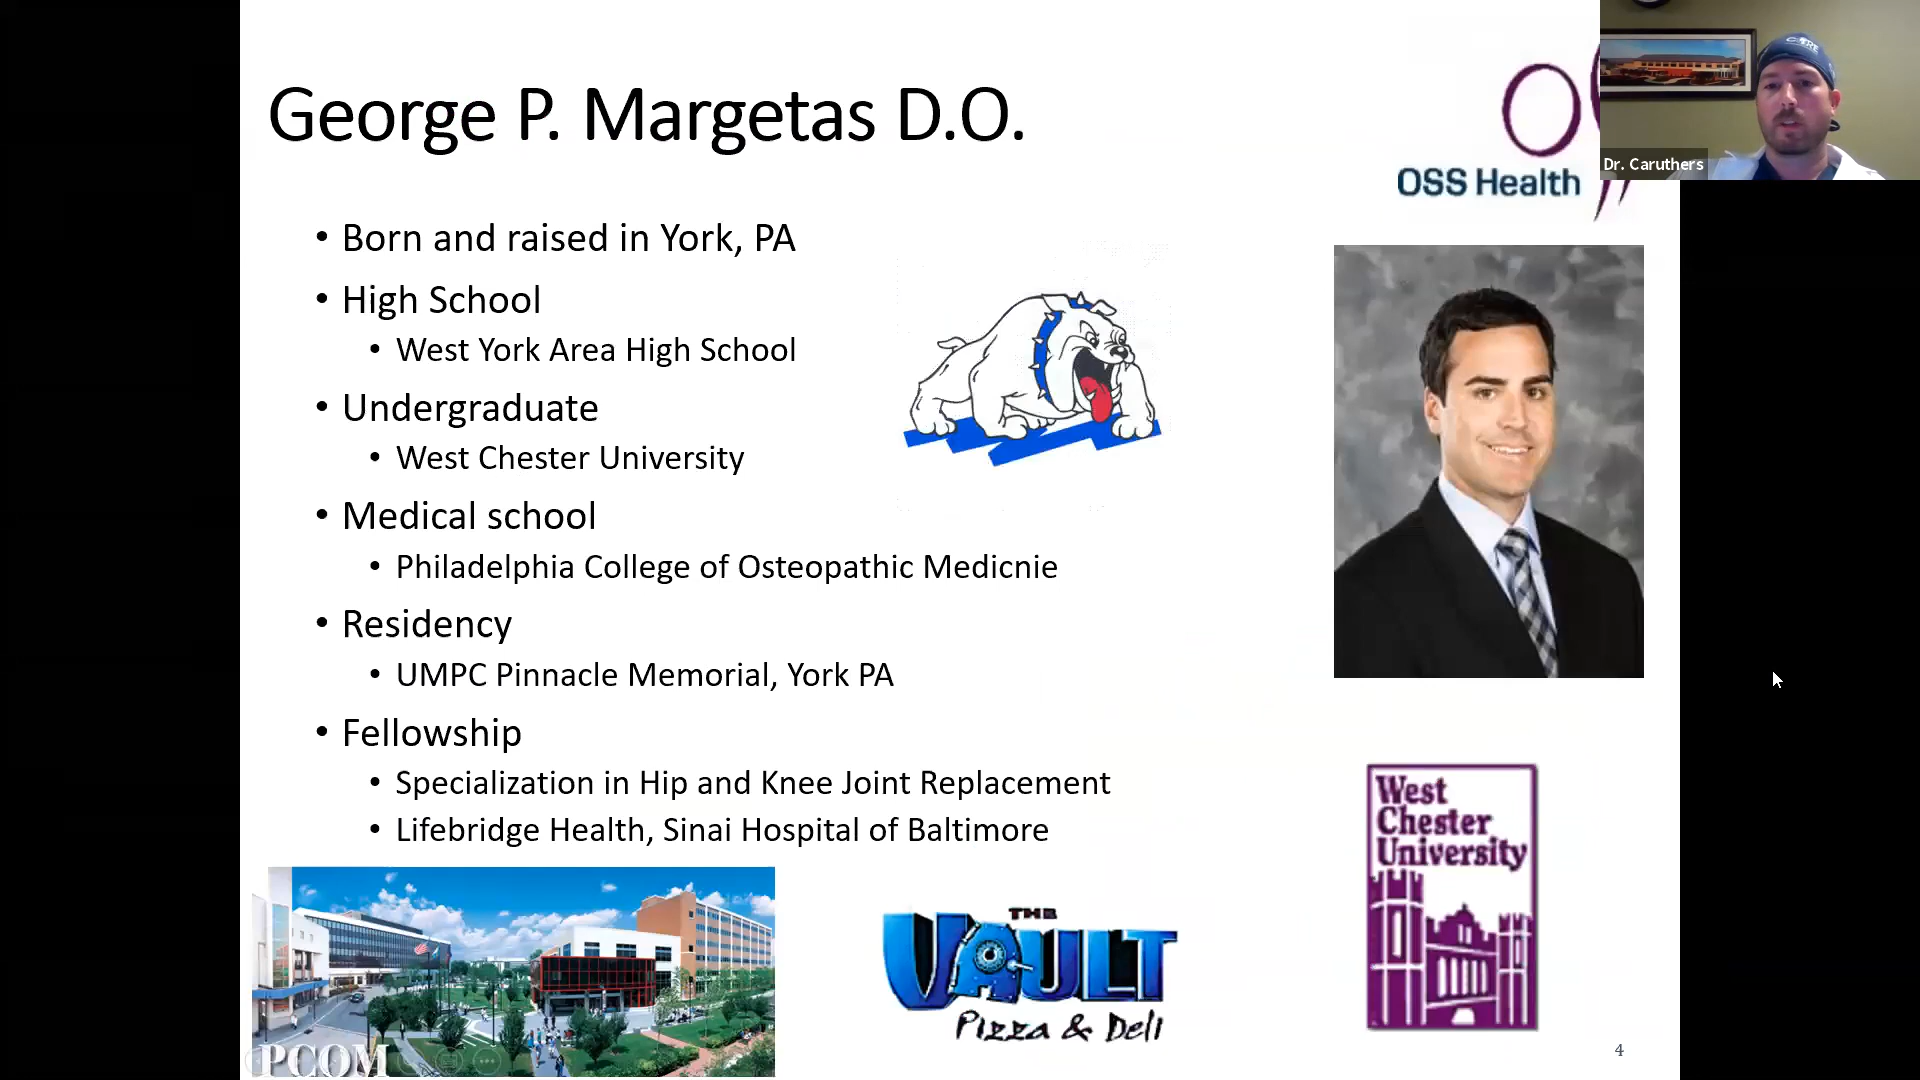 George P. Margetas D.O.
OSS Health
Dr. Caruthers
• Born and raised in York, PA
• High School
• West York Area High School
• Undergraduate
• West Chester University
• Medical school
• Philadelphia College of Osteopathic Medicnie
• Residency
• UMPC Pinnacle Memorial, York PA
• Fellowship
• Specialization in Hip and Knee Joint Replacement
• Lifebridge Health, Sinai Hospital of Baltimore
PCOM
THE
VAULT
Pizza & Deli
West
Chester
University
4